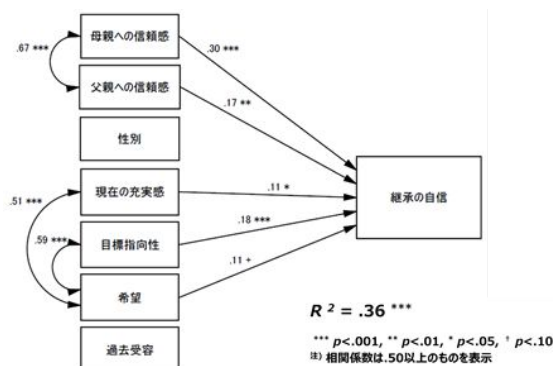 母親への信頼感
.30 ***
.67 ***
父親への信頼感
.17 **
性別
現在の充実感
.11 *
継承の自信
.51 ***
目標指向性
.18 ***
.59 ***
希望
.11 +
過去受容
R ² = .36 ***
*** p<.001, ** p<.01, * p<.05, † p<.10
注) 相関係数は.50以上のものを表示